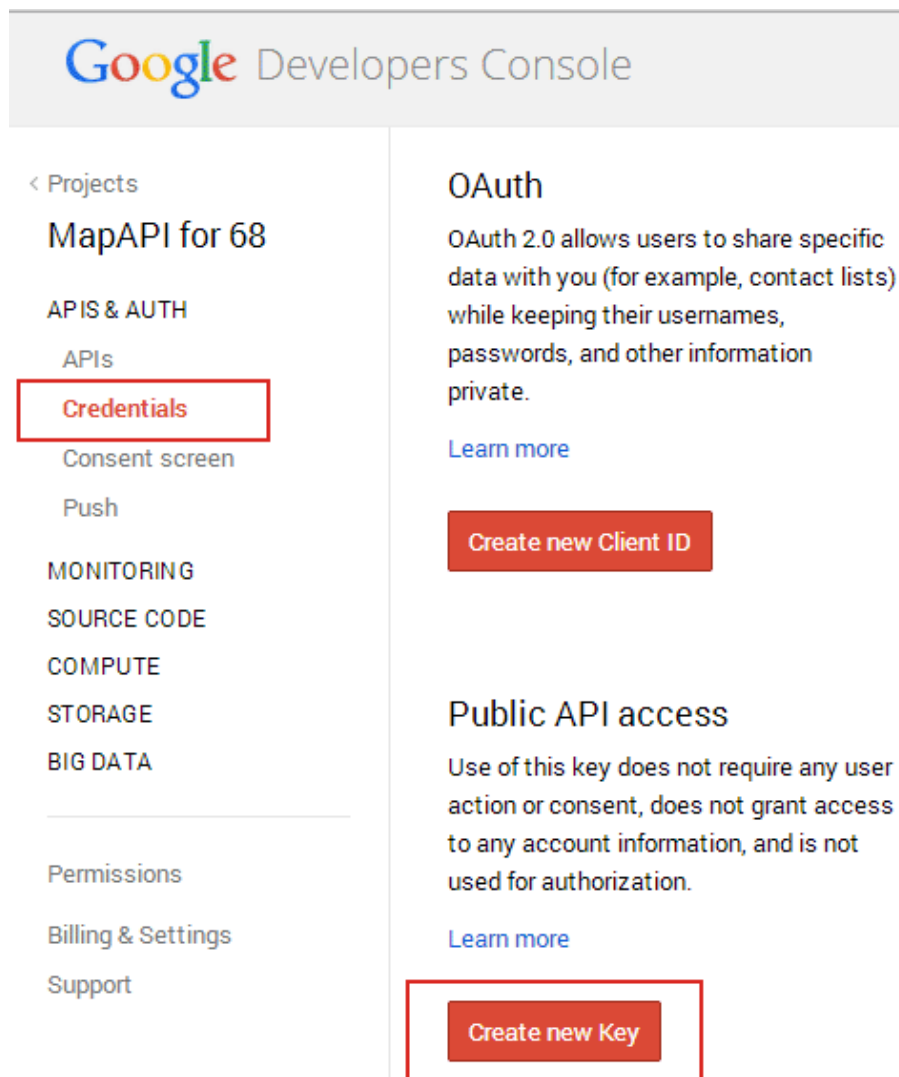 Google Developers Console
< Projects
MapAPI for 68
APIS & AUTH
APIs
Credentials
Consent screen
Push
MONITORING
SOURCE CODE
COMPUTE
STORAGE
BIG DATA
Permissions
Billing & Settings
Support
OAuth
OAuth 2.0 allows users to share specific
data with you (for example, contact lists)
while keeping their usernames,
passwords, and other information
private.
Learn more
Create new Client ID
Public API access
Use of this key does not require any user
action or consent, does not grant access
to any account information, and is not
used for authorization.
Learn more
Create new Key